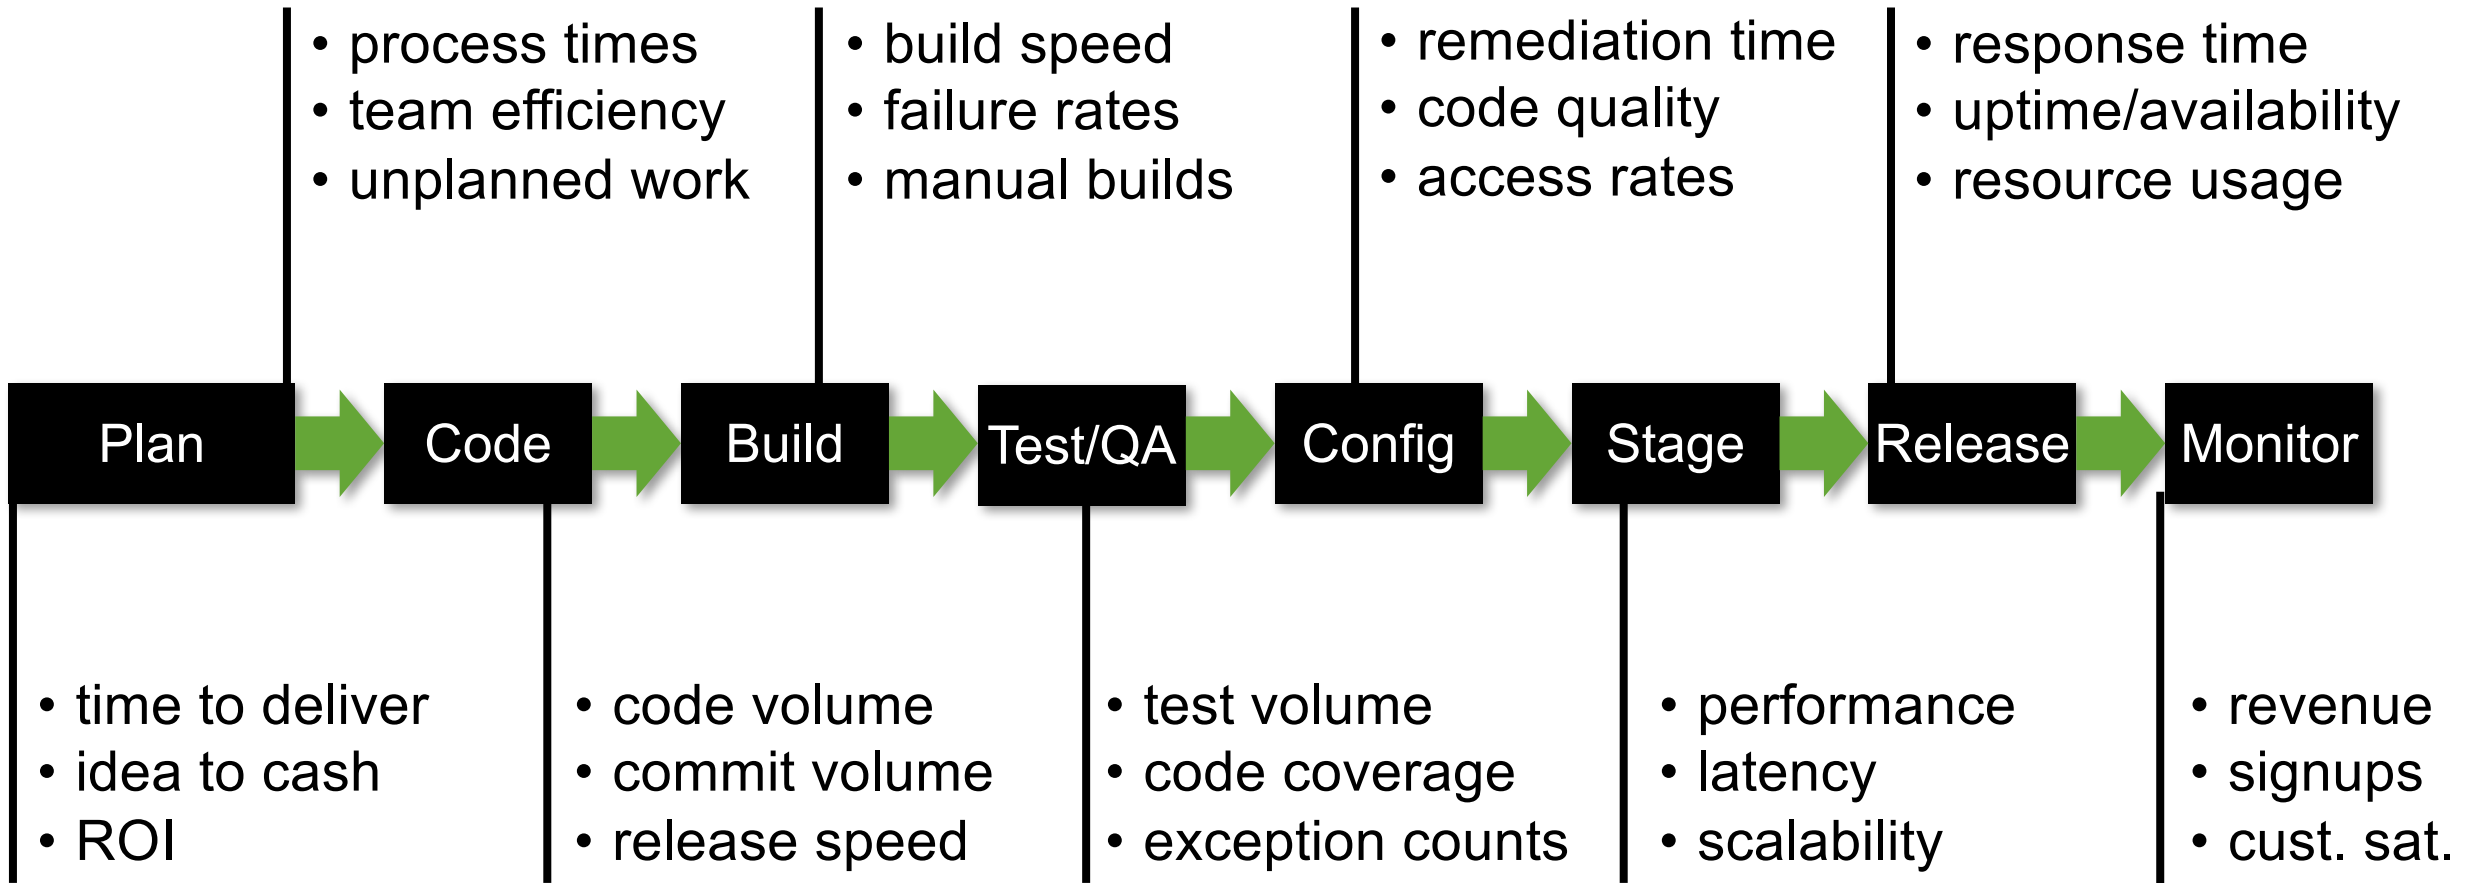 • process times
• team efficiency
• unplanned work
• build speed
• failure rates
• manual builds
• remediation time
• code quality
• access rates
• response time
• uptime/availability
• resource usage
Plan
Code
Build
Test/QA
Config
Stage
Release
Monitor
• time to deliver
• idea to cash
• ROI
• code volume
• commit volume
• release speed
• test volume
• code coverage
• exception counts
• performance
• latency
• scalability
• revenue
• signups
• cust. sat.